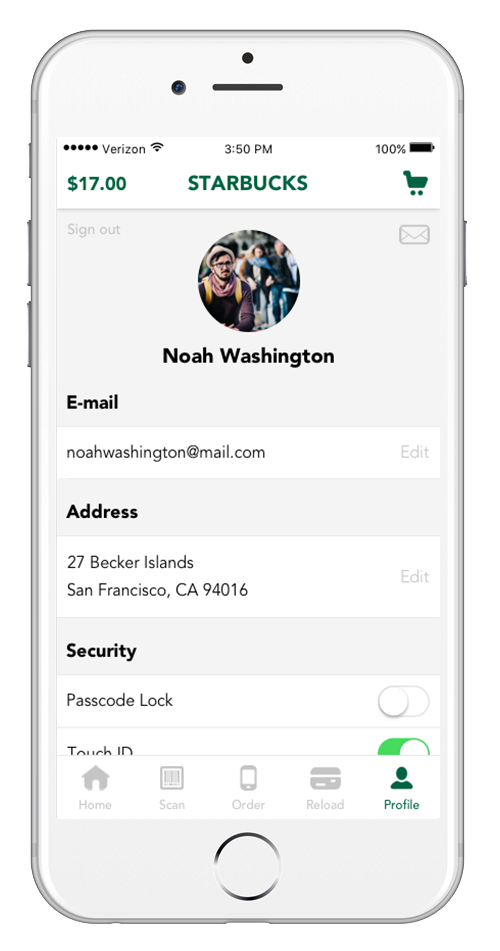 ●●●●● Verizon 3:50 PM 100%
$17.00 STARBUCKS
Sign out
Noah Washington
E-mail
noahwashington@mail.com Edit
Address
27 Becker Islands
San Francisco, CA 94016
Edit
Security
Passcode Lock
Touch ID
Home Scan Order Reload Profile